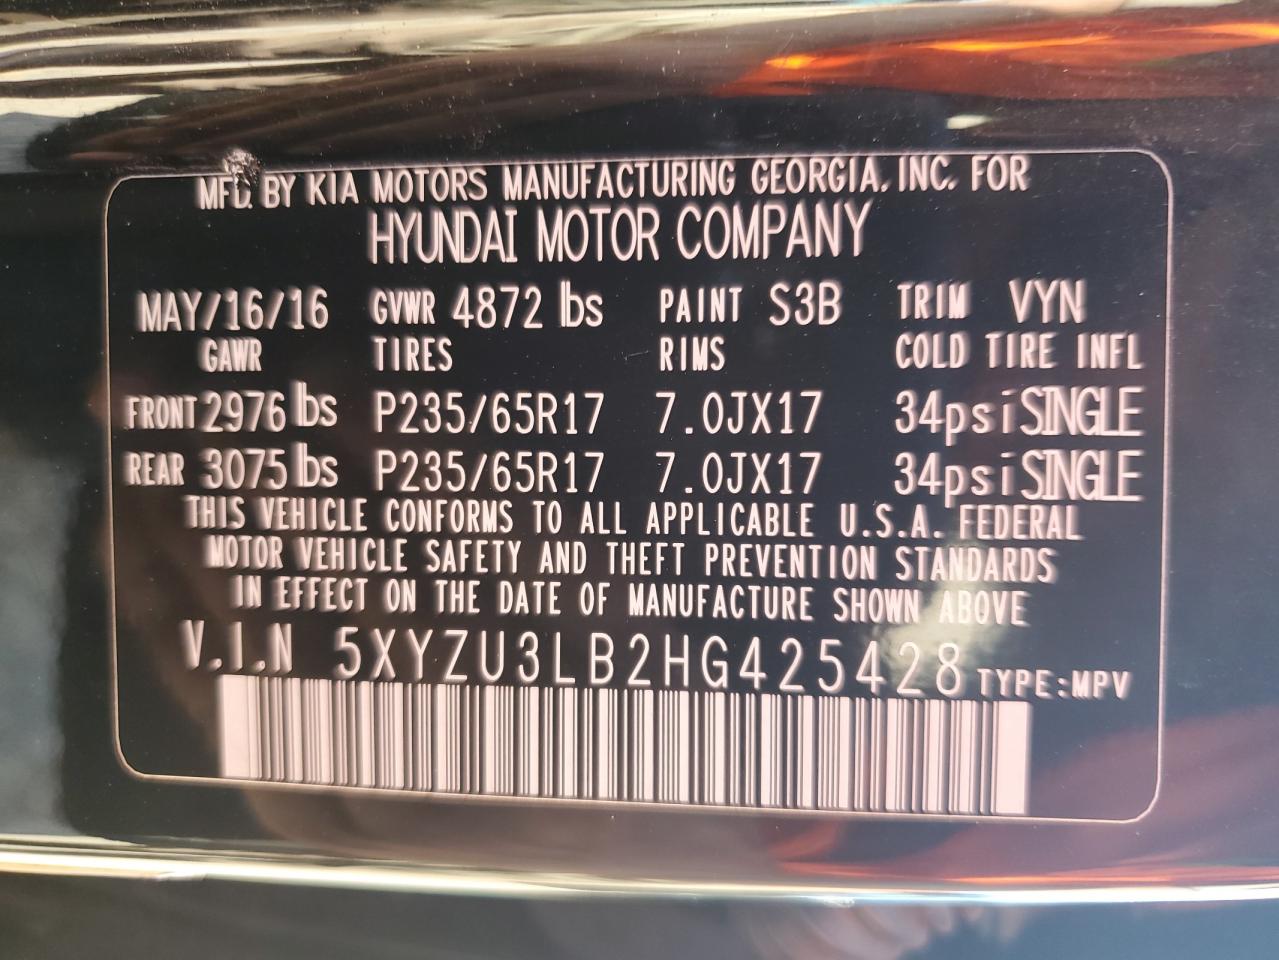 MFD. BY KIA MOTORS MANUFACTURING GEORGIA. INC. FOR
HYUNDAI MOTOR COMPANY
MAY/16/16 GVWR 4872 lbs PAINT S3B TRIM VYN
GAWR TIRES RIMS COLD TIRE INFL
FRONT 2976 lbs P235/65R17 7.0JX17 34psi SINGLE
REAR 3075 lbs P235/65R17 7.0JX17 34psi SINGLE
THIS VEHICLE CONFORMS TO ALL APPLICABLE U.S.A. FEDERAL
MOTOR VEHICLE SAFETY AND THEFT PREVENTION STANDARDS
IN EFFECT ON THE DATE OF MANUFACTURE SHOWN ABOVE
V.I.N 5XYZU3LB2HG425428 TYPE:MPV